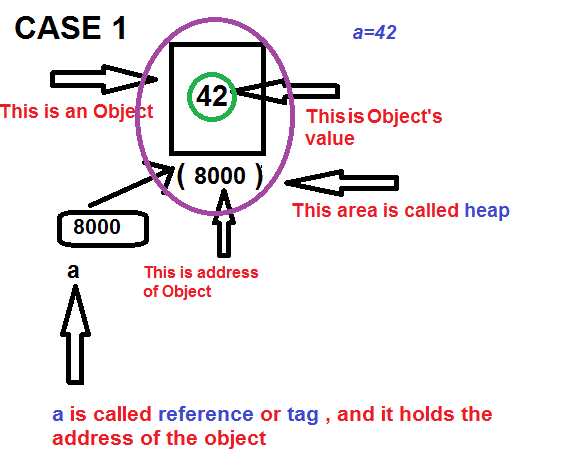 CASE 1
a=42
42
This is an Object
This is Object's
value
( 8000 )
This area is called heap
8000
This is address
of Object
a
a is called reference or tag , and it holds the
address of the object